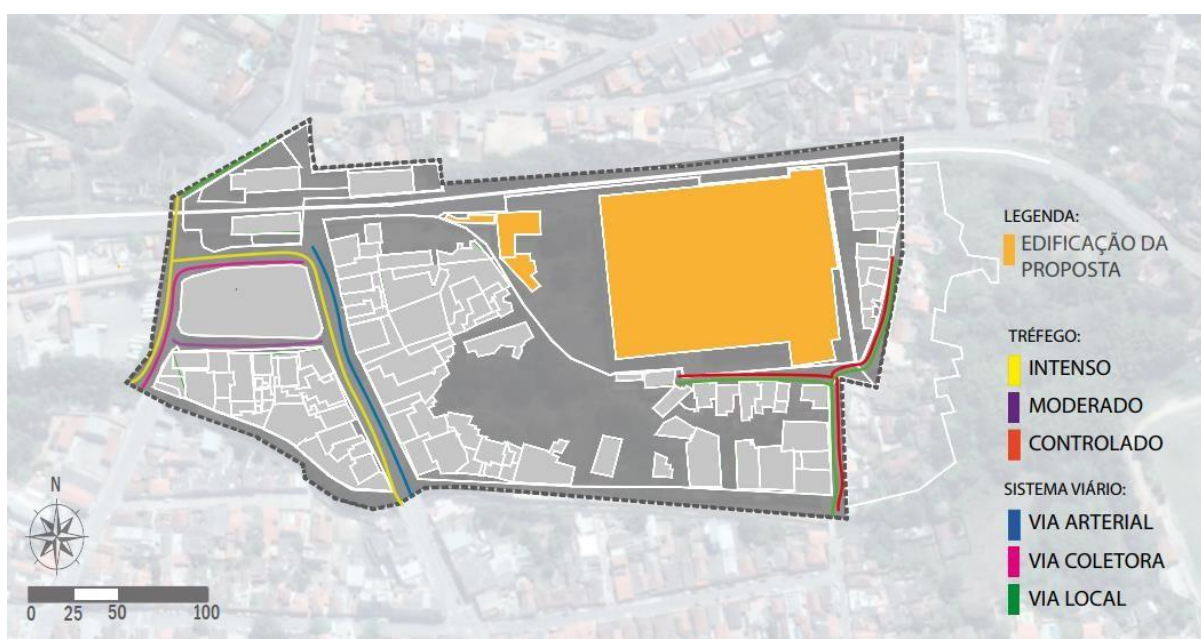 LEGENDA:
EDIFICAÇÃO DA
PROPOSTA
TRÉFEGO:
INTENSO
MODERADO
CONTROLADO
SISTEMA VIÁRIO:
VIA ARTERIAL
VIA COLETORA
VIA LOCAL
N
0 25 50 100